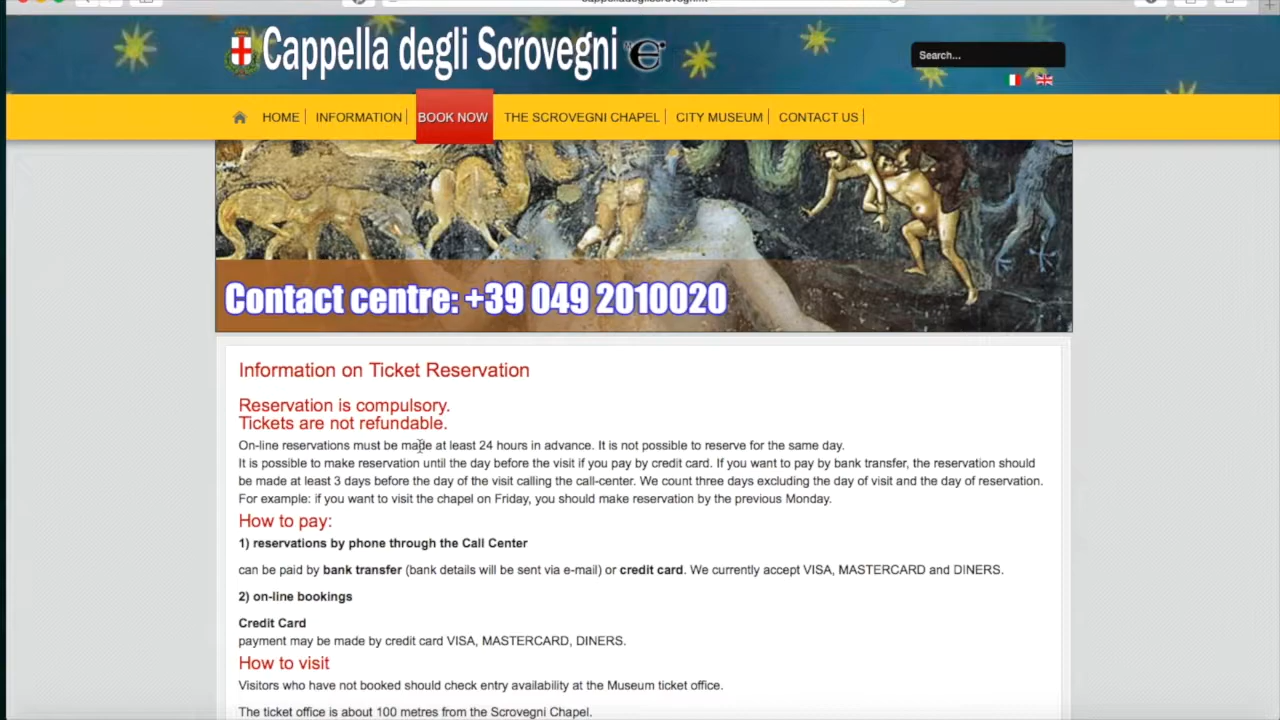 Cappella degli Scrovegni
Search...
HOME
INFORMATION
BOOK NOW
THE SCROVEGNI CHAPEL
CITY MUSEUM
CONTACT US
Contact centre: +39 049 2010020
Information on Ticket Reservation
Reservation is compulsory.
Tickets are not refundable.
On-line reservations must be made at least 24 hours in advance. It is not possible to reserve for the same day.
It is possible to make reservation until the day before the visit if you pay by credit card. If you want to pay by bank transfer, the reservation should
be made at least 3 days before the day of the visit calling the call-center. We count three days excluding the day of visit and the day of reservation.
For example: if you want to visit the chapel on Friday, you should make reservation by the previous Monday.
How to pay:
1) reservations by phone through the Call Center
can be paid by bank transfer (bank details will be sent via e-mail) or credit card. We currently accept VISA, MASTERCARD and DINERS.
2) on-line bookings
Credit Card
payment may be made by credit card VISA, MASTERCARD, DINERS.
How to visit
Visitors who have not booked should check entry availability at the Museum ticket office.
The ticket office is about 100 metres from the Scrovegni Chapel.